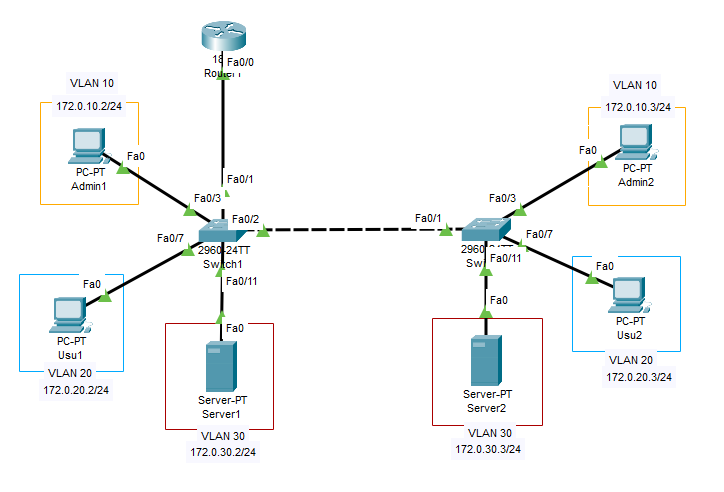 Fa0/0
VLAN 10
172.0.10.2/24
Fa0
PC-PT
Admin1
VLAN 10
172.0.10.3/24
Fa0
PC-PT
Admin2
Fa0/1
Fa0/3
Fa0/2
Fa0/7
2960-24TT
Switch1
Fa0/11
Fa0/1
Fa0/3
Fa0/7
Fa0/11
Fa0
PC-PT
Usu1
VLAN 20
172.0.20.2/24
Fa0
Server-PT
Server1
VLAN 30
172.0.30.2/24
Fa0
Server-PT
Server2
VLAN 30
172.0.30.3/24
Fa0
PC-PT
Usu2
VLAN 20
172.0.20.3/24